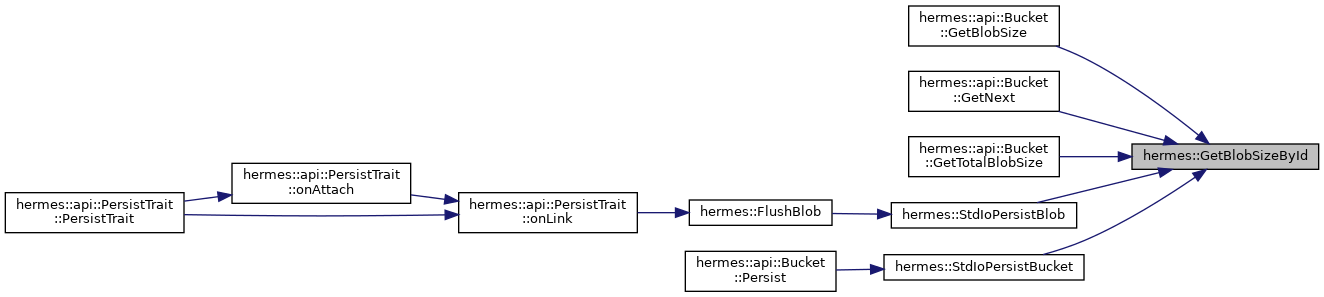 hermes::api::Bucket
::GetBlobSize
hermes::api::Bucket
::GetNext
hermes::api::Bucket
::GetTotalBlobSize
hermes::GetBlobSizeById
hermes::api::PersistTrait
::PersistTrait
hermes::api::PersistTrait
::onAttach
hermes::api::PersistTrait
::onLink
hermes::FlushBlob
hermes::StdIoPersistBlob
hermes::api::Bucket
::Persist
hermes::StdIoPersistBucket